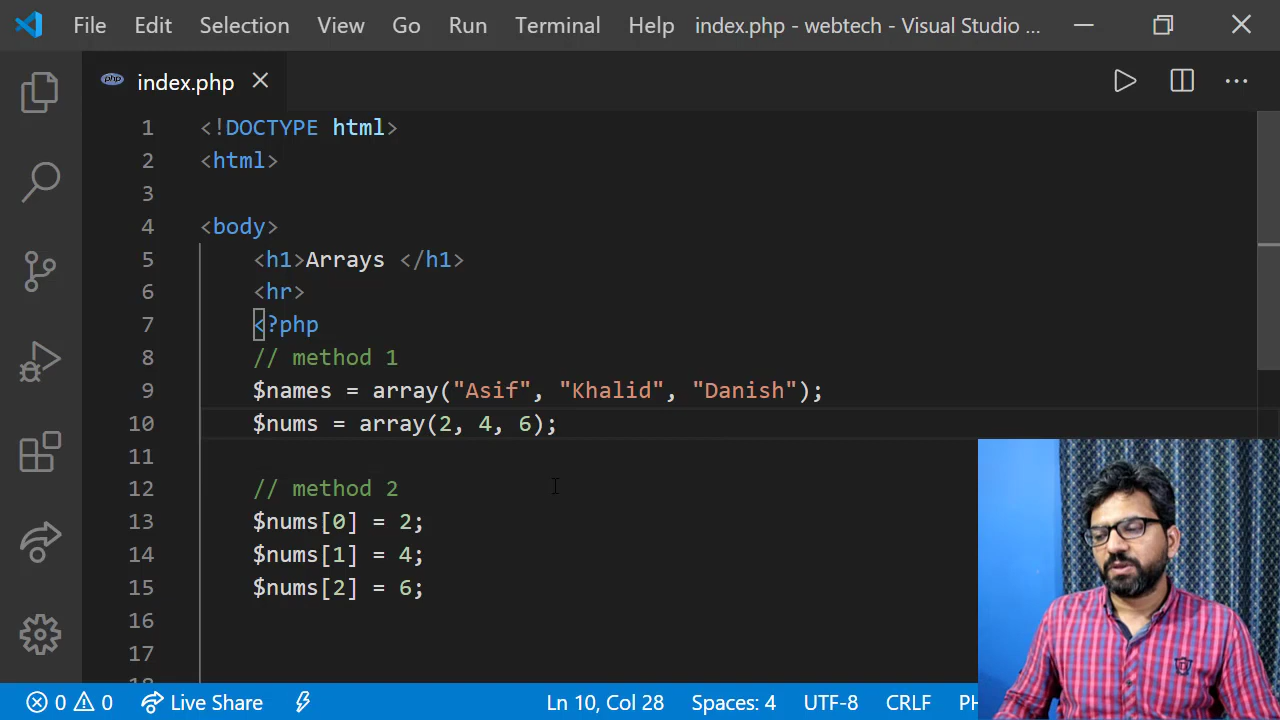 File Edit Selection View Go Run Terminal Help index.php - webtech - Visual Studio ...
php index.php
1 <!DOCTYPE html>
2 <html>
3
4 <body>
5 <h1>Arrays </h1>
6 <hr>
7 <?php
8 // method 1
9 $names = array("Asif", "Khalid", "Danish");
10 $nums = array(2, 4, 6);
11
12 // method 2
13 $nums[0] = 2;
14 $nums[1] = 4;
15 $nums[2] = 6;
16
17
0 0 Live Share Ln 10, Col 28 Spaces: 4 UTF-8 CRLF